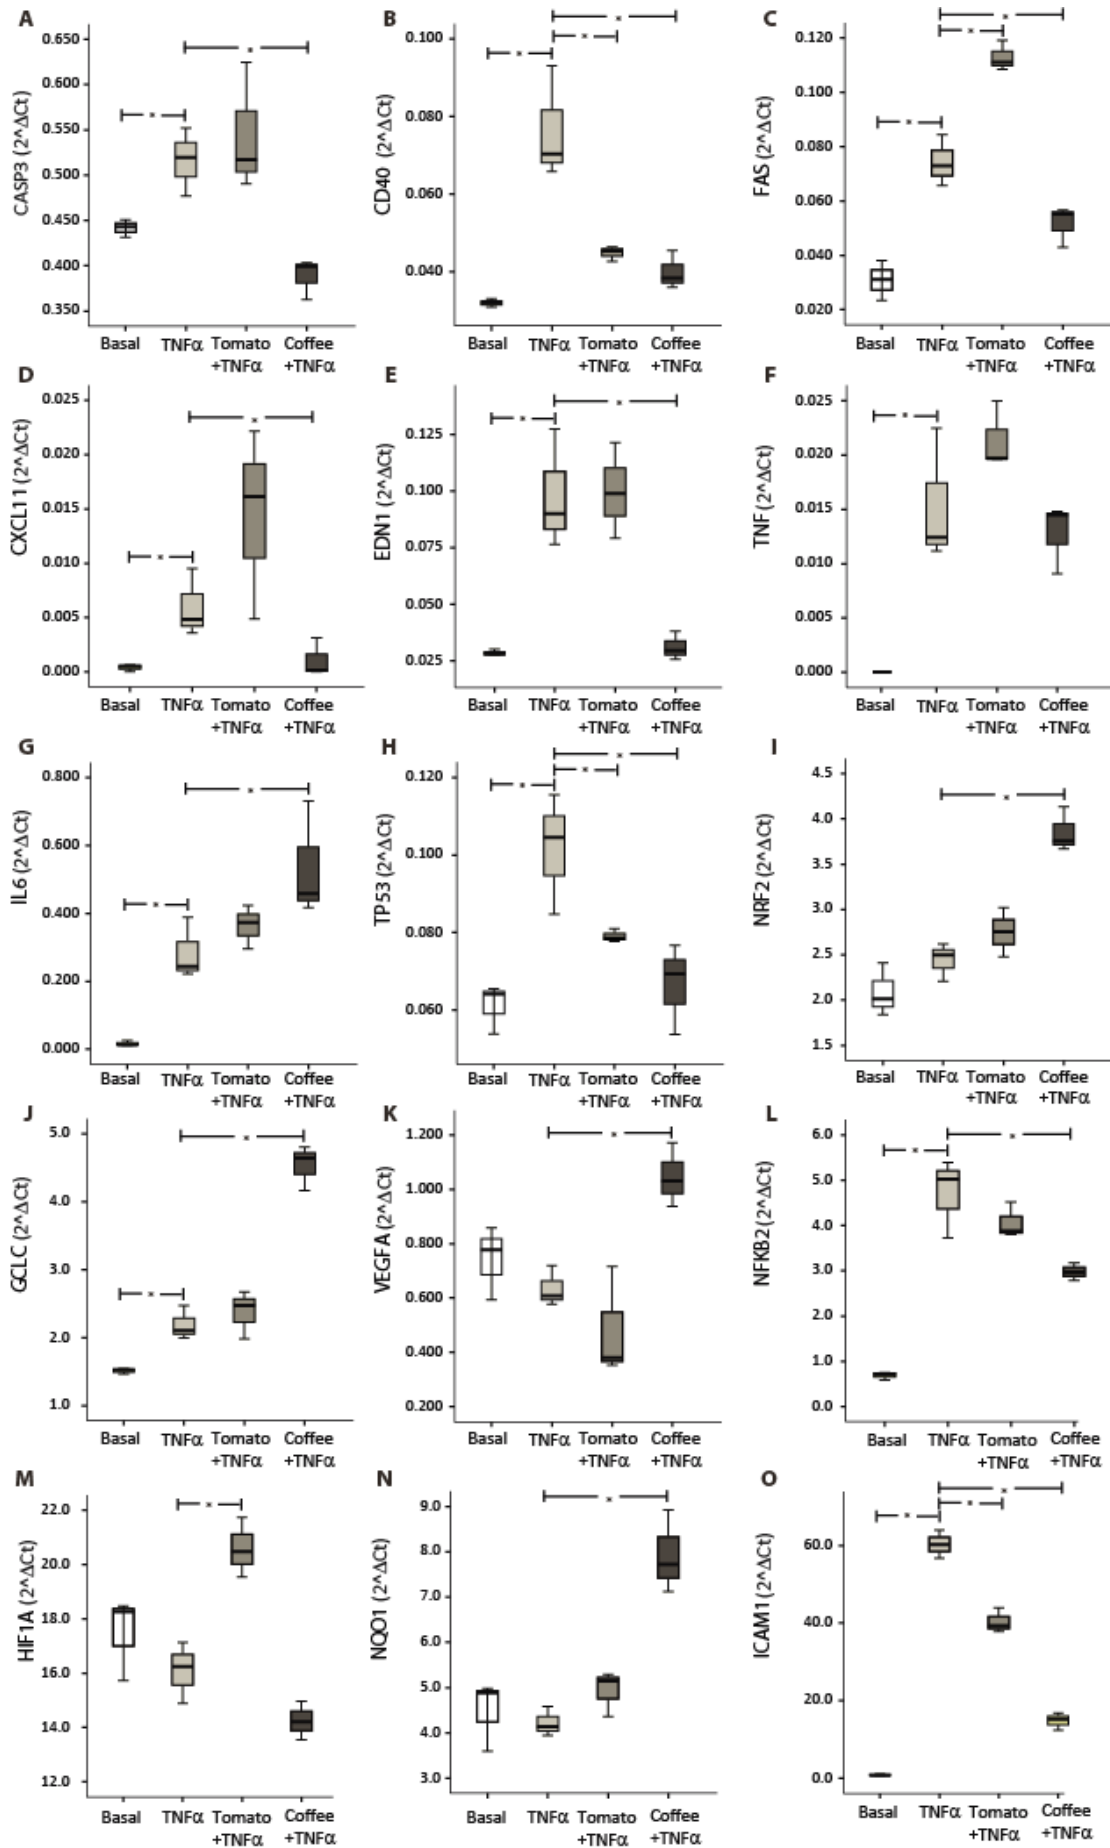 A
B
C
CASP3 (2^ΔCt)
0.650
0.600
0.550
0.500
0.450
0.400
0.350
*
*
Basal TNFα Tomato Coffee
+TNFα +TNFα
CD40 (2^ΔCt)
0.100
0.080
0.060
0.040
*
*
*
Basal TNFα Tomato Coffee
+TNFα +TNFα
FAS (2^ΔCt)
0.120
0.100
0.080
0.060
0.040
0.020
*
*
*
Basal TNFα Tomato Coffee
+TNFα +TNFα
D
E
F
CXCL11 (2^ΔCt)
0.025
0.020
0.015
0.010
0.005
0.000
*
*
Basal TNFα Tomato Coffee
+TNFα +TNFα
EDN1 (2^ΔCt)
0.125
0.100
0.075
0.050
0.025
*
*
Basal TNFα Tomato Coffee
+TNFα +TNFα
TNF (2^ΔCt)
0.025
0.020
0.015
0.010
0.005
0.000
*
Basal TNFα Tomato Coffee
+TNFα +TNFα
G
H
I
IL6 (2^ΔCt)
0.800
0.600
0.400
0.200
0.000
*
*
Basal TNFα Tomato Coffee
+TNFα +TNFα
TP53 (2^ΔCt)
0.120
0.100
0.080
0.060
*
*
*
Basal TNFα Tomato Coffee
+TNFα +TNFα
NRF2 (2^ΔCt)
4.5
4.0
3.5
3.0
2.5
2.0
1.5
*
Basal TNFα Tomato Coffee
+TNFα +TNFα
J
K
L
GCLC (2^ΔCt)
5.0
4.0
3.0
2.0
1.0
*
*
Basal TNFα Tomato Coffee
+TNFα +TNFα
VEGFA (2^ΔCt)
1.200
1.000
0.800
0.600
0.400
0.200
*
Basal TNFα Tomato Coffee
+TNFα +TNFα
NFKB2 (2^ΔCt)
6.0
5.0
4.0
3.0
2.0
1.0
0.0
*
*
Basal TNFα Tomato Coffee
+TNFα +TNFα
M
N
O
HIF1A (2^ΔCt)
22.0
20.0
18.0
16.0
14.0
12.0
*
Basal TNFα Tomato Coffee
+TNFα +TNFα
NQO1 (2^ΔCt)
9.0
8.0
7.0
6.0
5.0
4.0
3.0
*
Basal TNFα Tomato Coffee
+TNFα +TNFα
ICAM1 (2^ΔCt)
60.0
40.0
20.0
0.0
*
*
*
Basal TNFα Tomato Coffee
+TNFα +TNFα